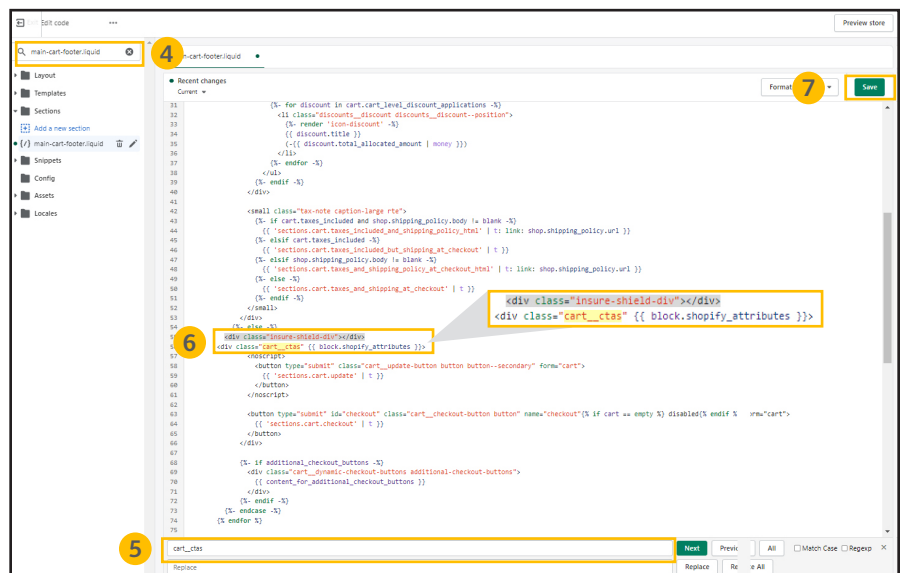 Exit Edit code ••• Preview store
main-cart-footer.liquid
4
n-cart-footer.liquid
Layout
Templates
Sections
Add a new section
{/} main-cart-footer.liquid
Snippets
Config
Assets
Locales
Recent changes
Current
Format
7
Save
31 {%- for discount in cart.cart_level_discount_applications -%}
32 <li class="discounts__discount discounts__discount--position">
33 {%- render 'icon-discount' -%}
34 {{ discount.title }}
35 (-{{ discount.total_allocated_amount | money }})
36 </li>
37 {%- endfor -%}
38 </ul>
39 {%- endif -%}
40 </div>
41
42 <small class="tax-note caption-large rte">
43 {%- if cart.taxes_included and shop.shipping_policy.body != blank -%}
44 {{ 'sections.cart.taxes_included_and_shipping_policy_html' | t: link: shop.shipping_policy.url }}
45 {%- elsif cart.taxes_included -%}
46 {{ 'sections.cart.taxes_included_but_shipping_at_checkout' | t }}
47 {%- elsif shop.shipping_policy.body != blank -%}
48 {{ 'sections.cart.taxes_and_shipping_policy_at_checkout_html' | t: link: shop.shipping_policy.url }}
49 {%- else -%}
50 {{ 'sections.cart.taxes_and_shipping_at_checkout' | t }}
51 {%- endif -%}
52 </small>
53 </div>
54 {%- else -%}
<div class="insure-shield-div"></div>
6
<div class="cart__ctas" {{ block.shopify_attributes }}>
<div class="insure-shield-div"></div>
<div class="cart__ctas" {{ block.shopify_attributes }}>
57 <noscript>
58 <button type="submit" class="cart__update-button button button--secondary" form="cart">
59 {{ 'sections.cart.update' | t }}
60 </button>
61 </noscript>
62
63 <button type="submit" id="checkout" class="cart__checkout-button button" name="checkout"{% if cart == empty %} disabled{% endif % rm="cart">
64 {{ 'sections.cart.checkout' | t }}
65 </button>
66 </div>
67
68 {%- if additional_checkout_buttons -%}
69 <div class="cart__dynamic-checkout-buttons additional-checkout-buttons">
70 {{ content_for_additional_checkout_buttons }}
71 </div>
72 {%- endif -%}
73 {%- endcase -%}
74 {% endfor %}
75
5
cart__ctas Next Previc All Match Case Regexp ×
Replace Replace Re e All